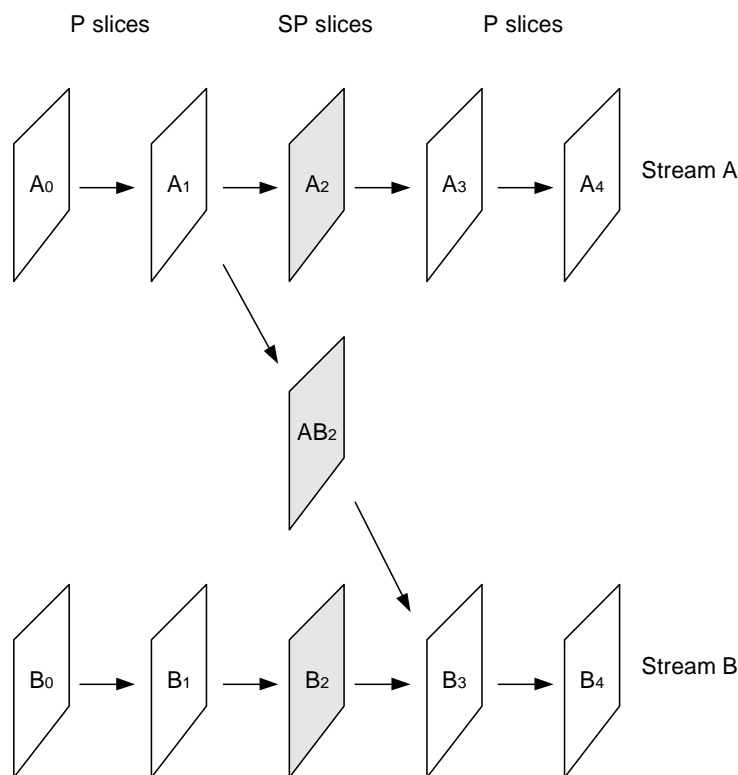 P slices SP slices P slices
A0 A1 A2 A3 A4 Stream A
AB2
B0 B1 B2 B3 B4 Stream B